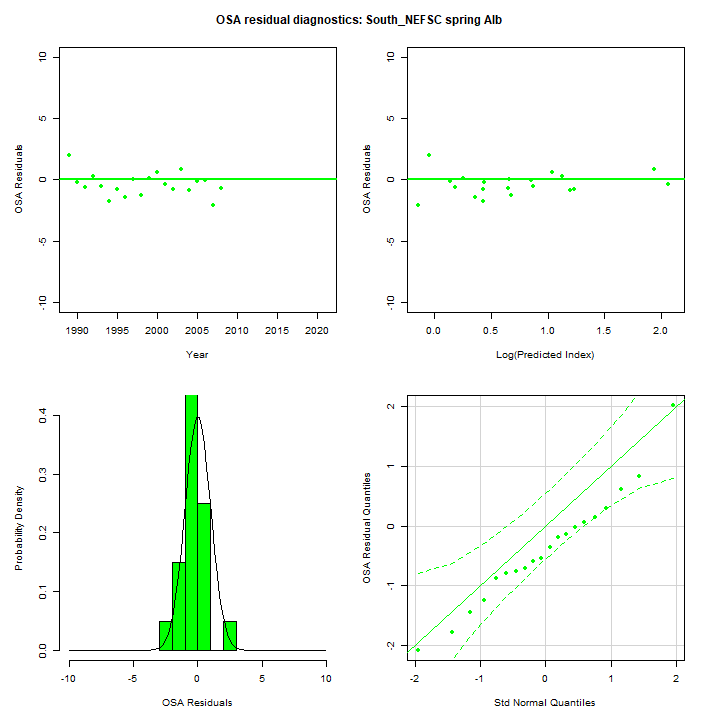 OSA residual diagnostics: South_NEFSC spring Alb
OSA Residuals
10
5
0
-5
-10
1990 1995 2000 2005 2010 2015 2020
Year
OSA Residuals
10
5
0
-5
-10
0.0 0.5 1.0 1.5 2.0
Log(Predicted Index)
Probability Density
0.4
0.3
0.2
0.1
0.0
-10 -5 0 5 10
OSA Residuals
OSA Residual Quantiles
2
1
0
-1
-2
-2 -1 0 1 2
Std Normal Quantiles